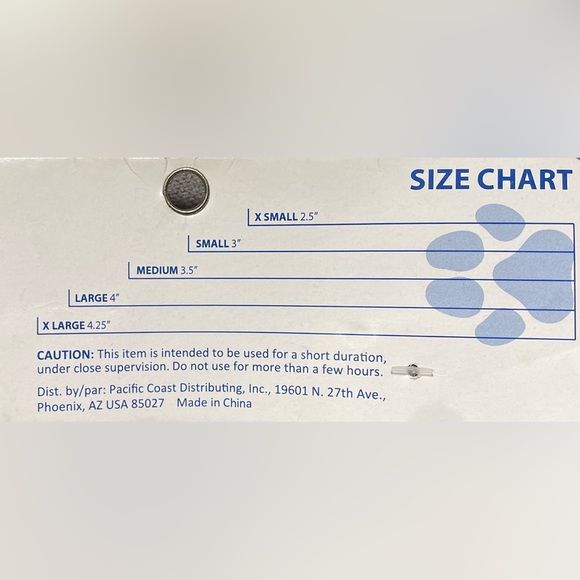 SIZE CHART
X SMALL 2.5"
SMALL 3"
MEDIUM 3.5"
LARGE 4"
X LARGE 4.25"
CAUTION: This item is intended to be used for a short duration,
under close supervision. Do not use for more than a few hours.
Dist. by/par: Pacific Coast Distributing, Inc., 19601 N. 27th Ave.,
Phoenix, AZ USA 85027 Made in China